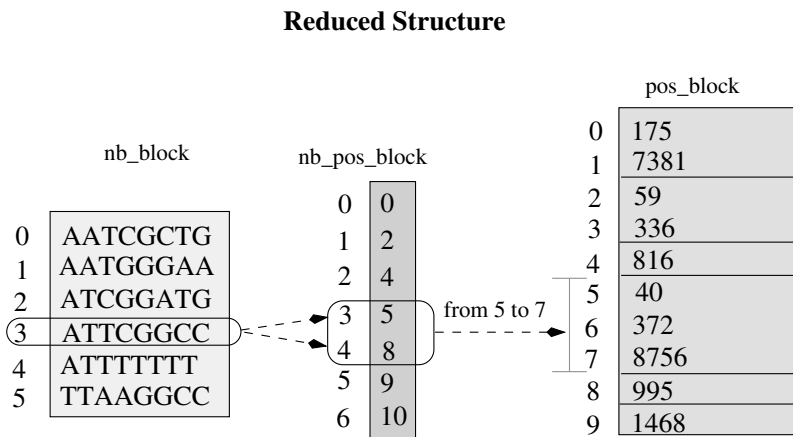 Reduced Structure
nb_block
0 AATCGCTG
1 AATGGGAA
2 ATCGGATG
3 ATTCGGCC
4 ATTTTTTT
5 TTAAGGCC
nb_pos_block
0 0
1 2
2 4
3 5
4 8
5 9
6 10
from 5 to 7
pos_block
0 175
1 7381
2 59
3 336
4 816
5 40
6 372
7 8756
8 995
9 1468